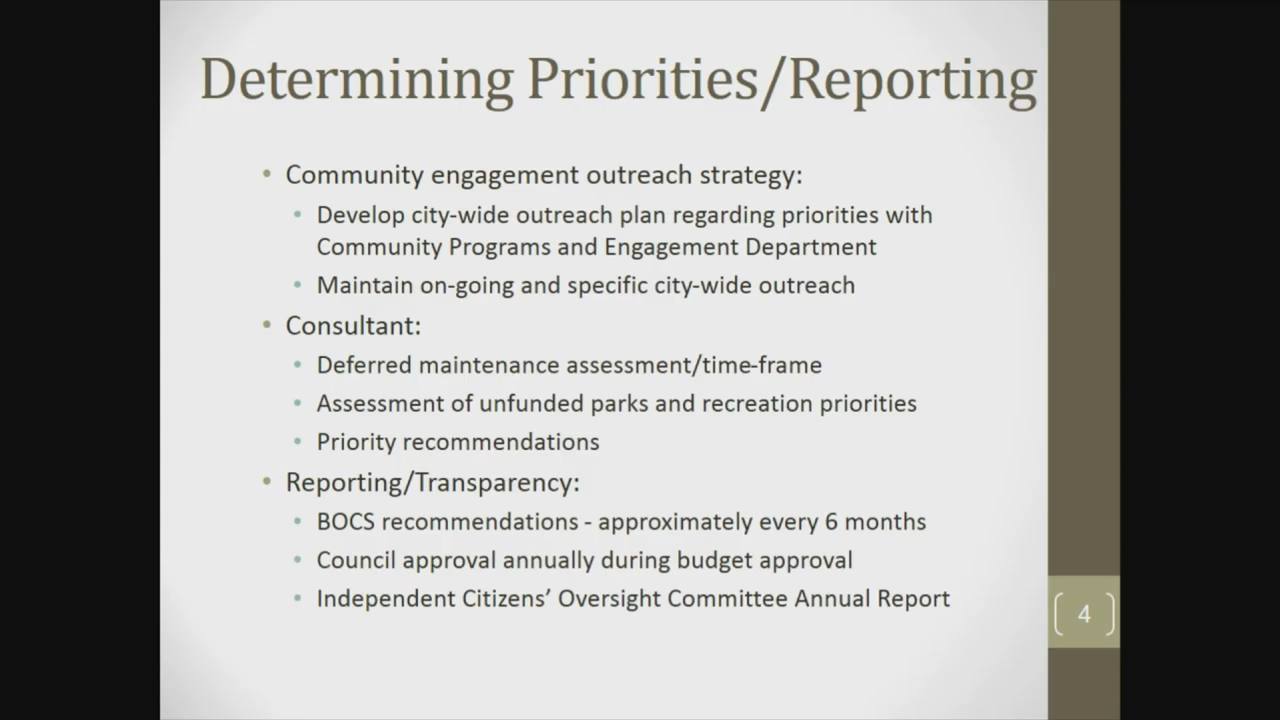 Determining Priorities/Reporting
• Community engagement outreach strategy:
• Develop city-wide outreach plan regarding priorities with
Community Programs and Engagement Department
• Maintain on-going and specific city-wide outreach
• Consultant:
• Deferred maintenance assessment/time-frame
• Assessment of unfunded parks and recreation priorities
• Priority recommendations
• Reporting/Transparency:
• BOCS recommendations - approximately every 6 months
• Council approval annually during budget approval
• Independent Citizens’ Oversight Committee Annual Report
4